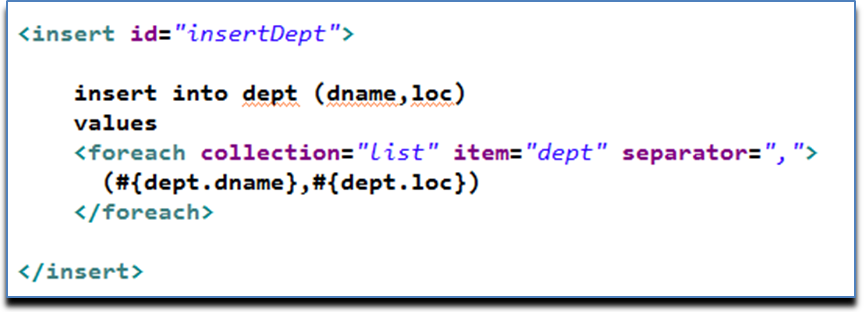 <insert id="insertDept">
insert into dept (dname,loc)
values
<foreach collection="list" item="dept" separator=",">
(#{dept.dname},#{dept.loc})
</foreach>
</insert>